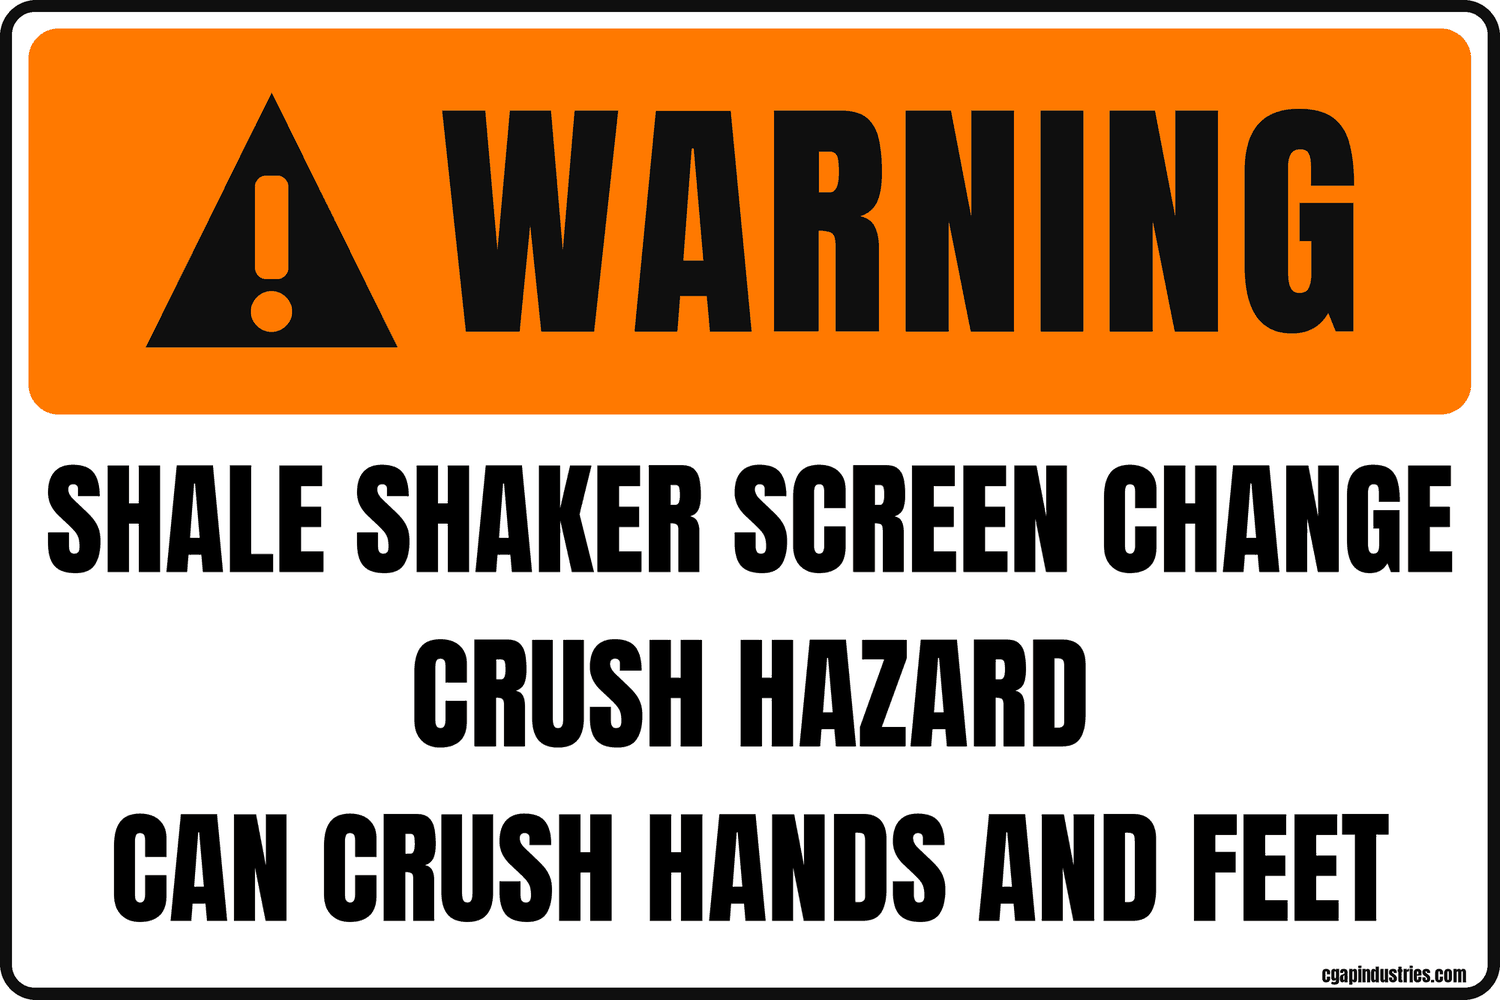 WARNING
SHALE SHAKER SCREEN CHANGE
CRUSH HAZARD
CAN CRUSH HANDS AND FEET
cgapindustries.com